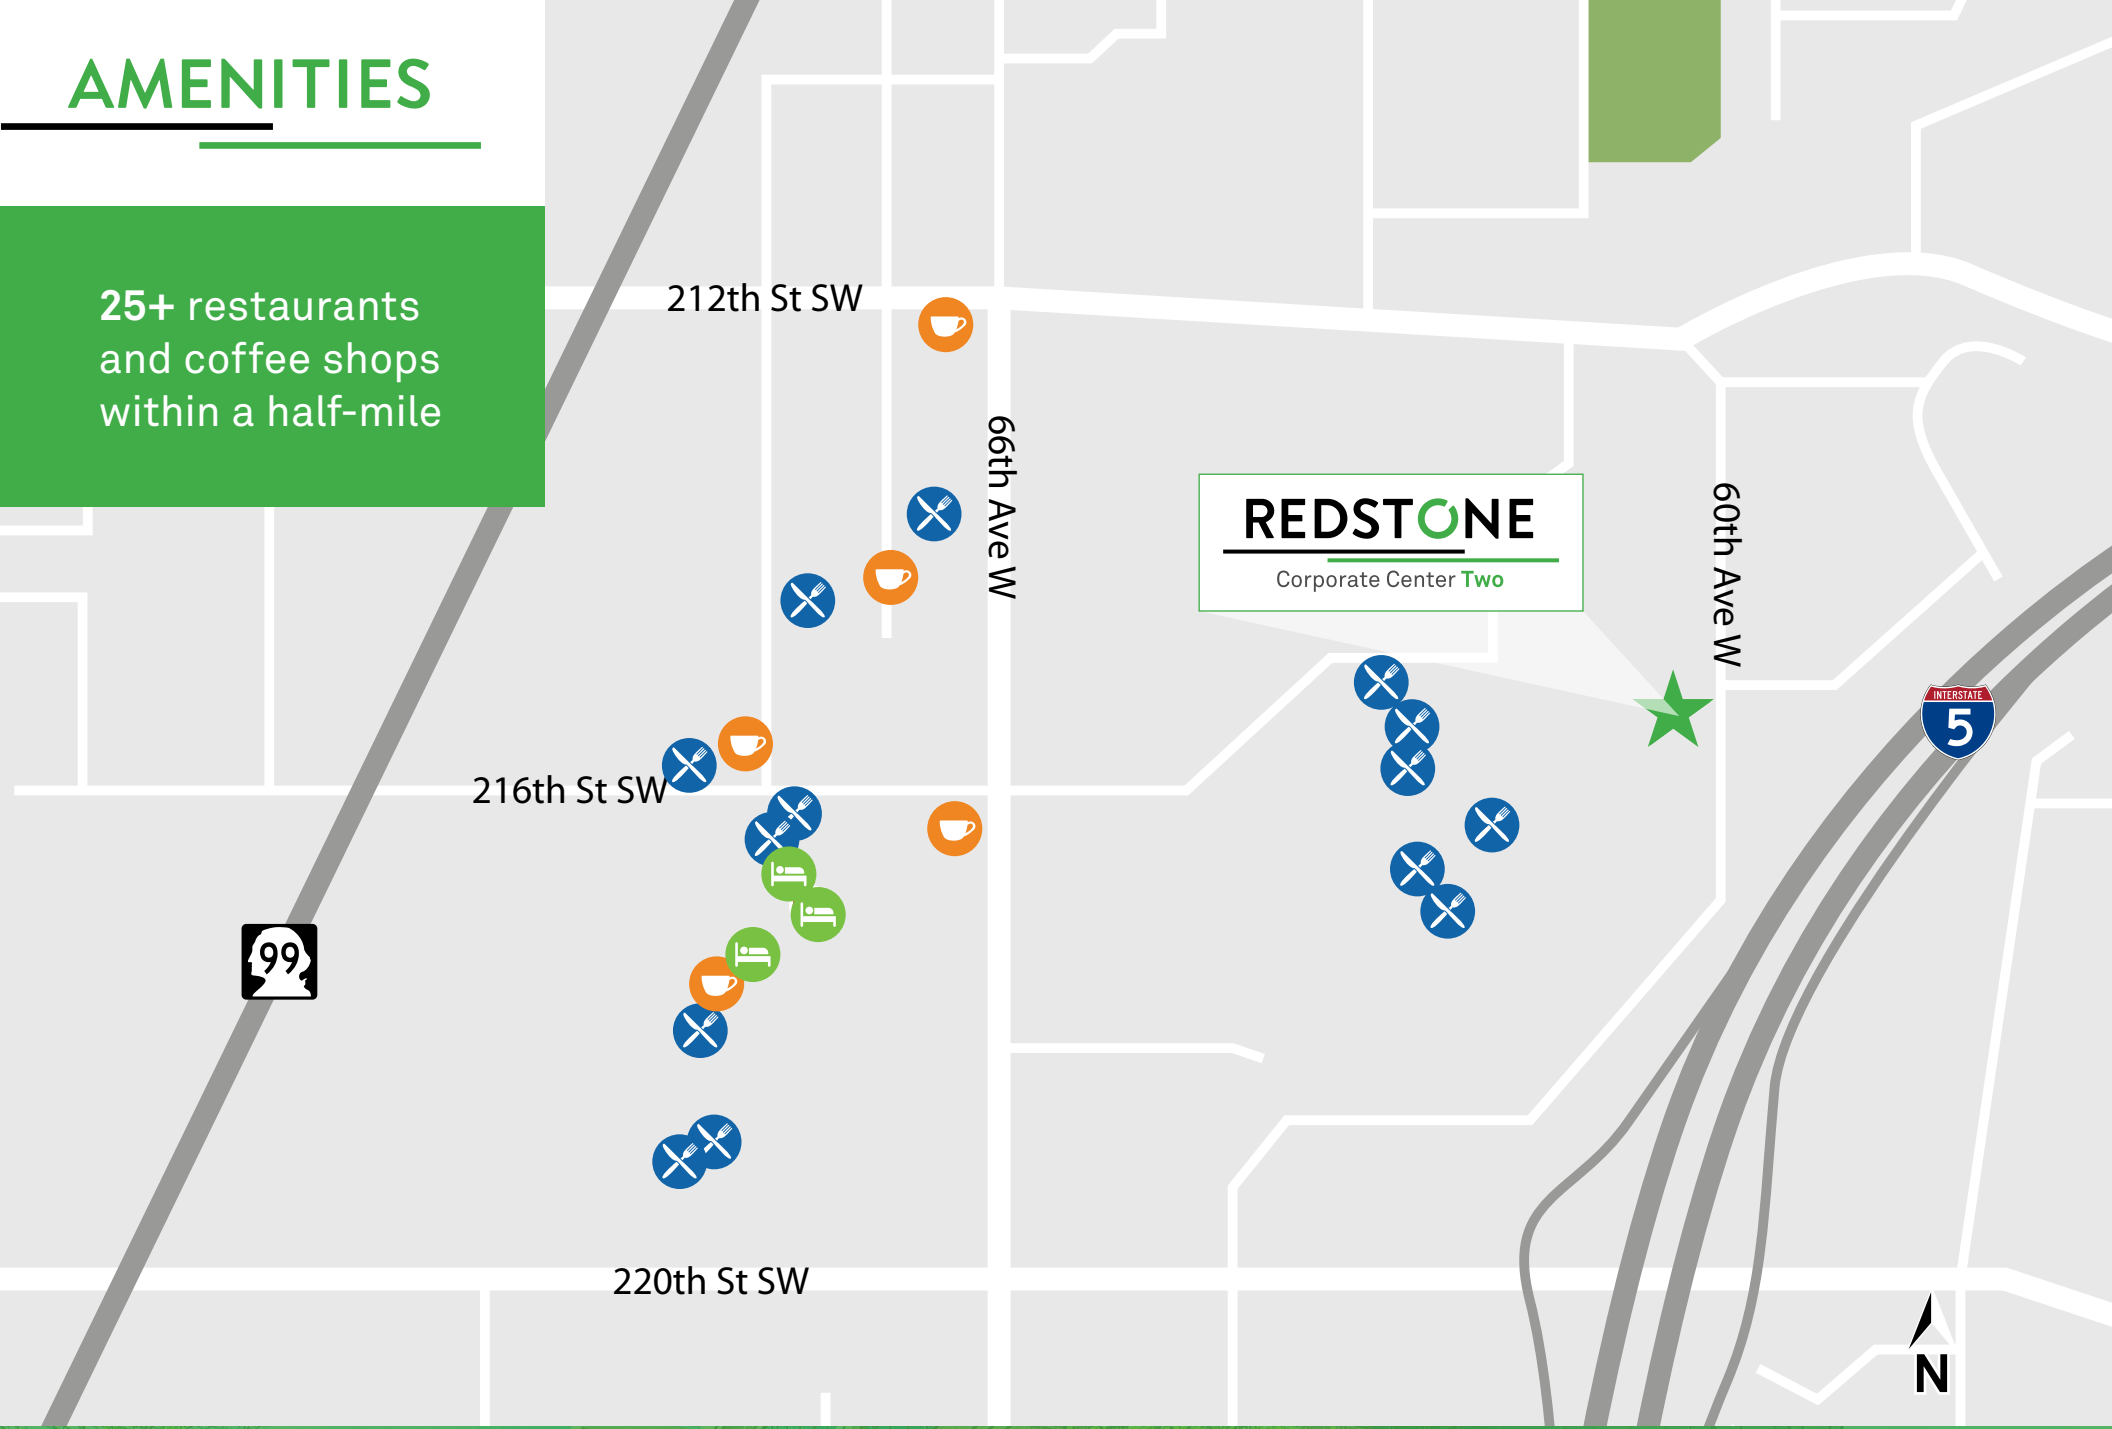 AMENITIES
25+ restaurants
and coffee shops
within a half-mile
212th St SW
66th Ave W
REDSTONE
Corporate Center Two
60th Ave W
INTERSTATE
5
216th St SW
99
220th St SW
N